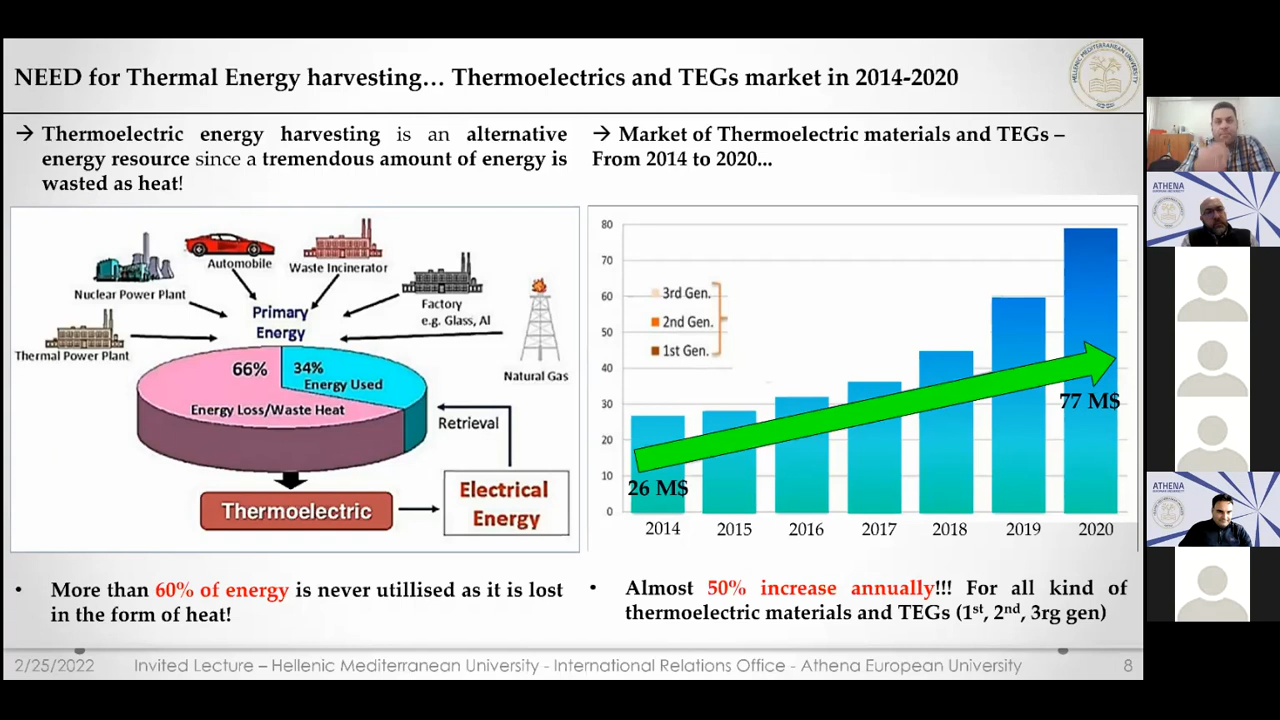 NEED for Thermal Energy harvesting… Thermoelectrics and TEGs market in 2014-2020
HELLENIC MEDITERRANEAN UNIVERSITY
→ Thermoelectric energy harvesting is an alternative
energy resource since a tremendous amount of energy is
wasted as heat!
Automobile
Waste Incinerator
Nuclear Power Plant
Factory
e.g. Glass, Al
Primary
Energy
Thermal Power Plant
Natural Gas
66%
34%
Energy Used
Energy Loss/Waste Heat
Retrieval
Thermoelectric
Electrical
Energy
• More than 60% of energy is never utilised as it is lost
in the form of heat!
→ Market of Thermoelectric materials and TEGs –
From 2014 to 2020...
80
70
60
50
40
30
20
10
0
3rd Gen.
2nd Gen.
1st Gen.
26 M$
77 M$
2014 2015 2016 2017 2018 2019 2020
• Almost 50% increase annually!!! For all kind of
thermoelectric materials and TEGs (1st, 2nd, 3rg gen)
2/25/2022 Invited Lecture – Hellenic Mediterranean University - International Relations Office - Athena European University 8
ATHENA
ATHENA